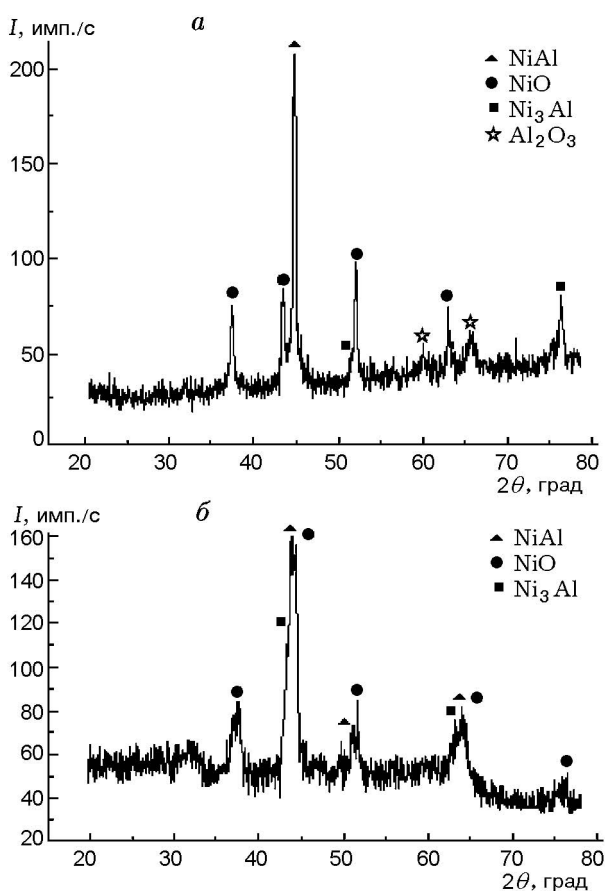 I, имп./с
а
▲ NiAl
● NiO
■ Ni₃Al
☆ Al₂O₃
200
150
100
50
0
20 30 40 50 60 70 80
2θ, град
I, имп./с
б
▲ NiAl
● NiO
■ Ni₃Al
160
140
120
100
80
60
40
20
20 30 40 50 60 70 80
2θ, град